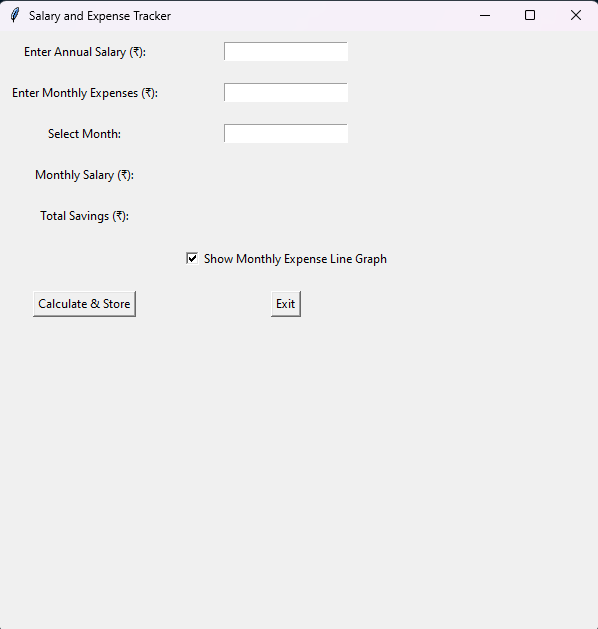 Salary and Expense Tracker
Enter Annual Salary (₹):
Enter Monthly Expenses (₹):
Select Month:
Monthly Salary (₹):
Total Savings (₹):
Show Monthly Expense Line Graph
Calculate & Store
Exit